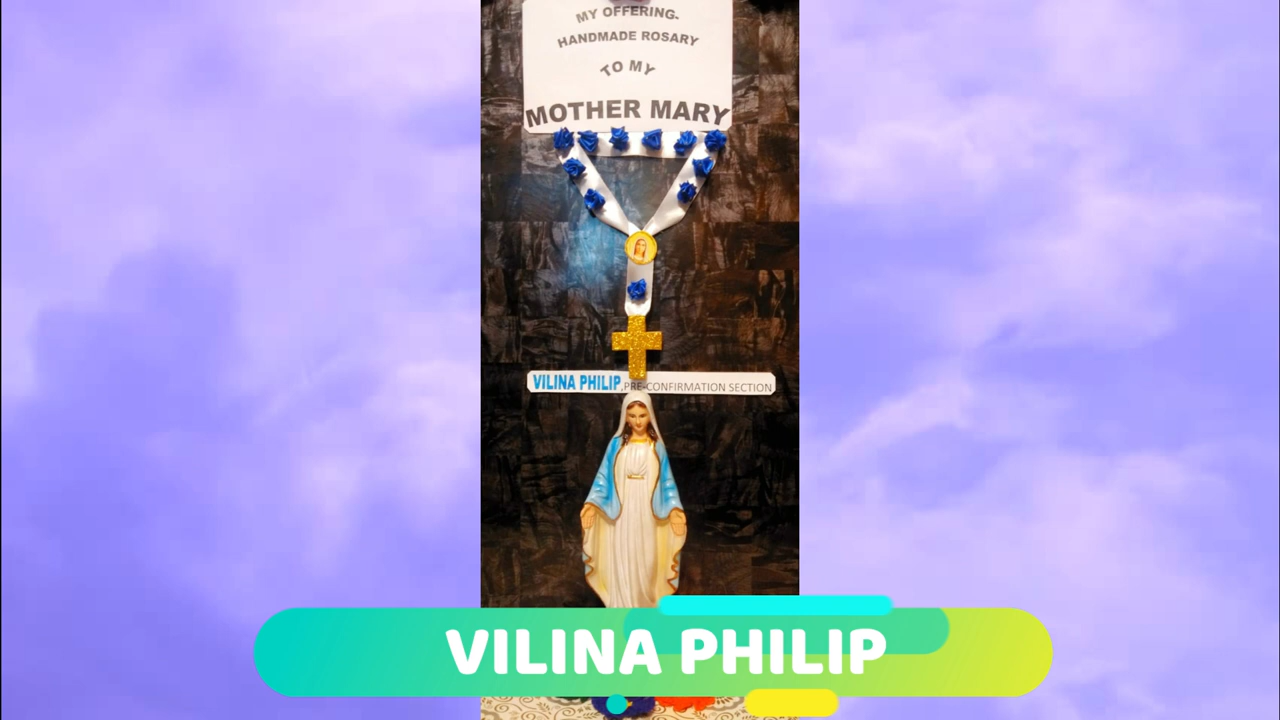 MY OFFERING-
HANDMADE ROSARY
TO MY
MOTHER MARY
VILINA PHILIP,PRE-CONFIRMATION SECTION
VILINA PHILIP